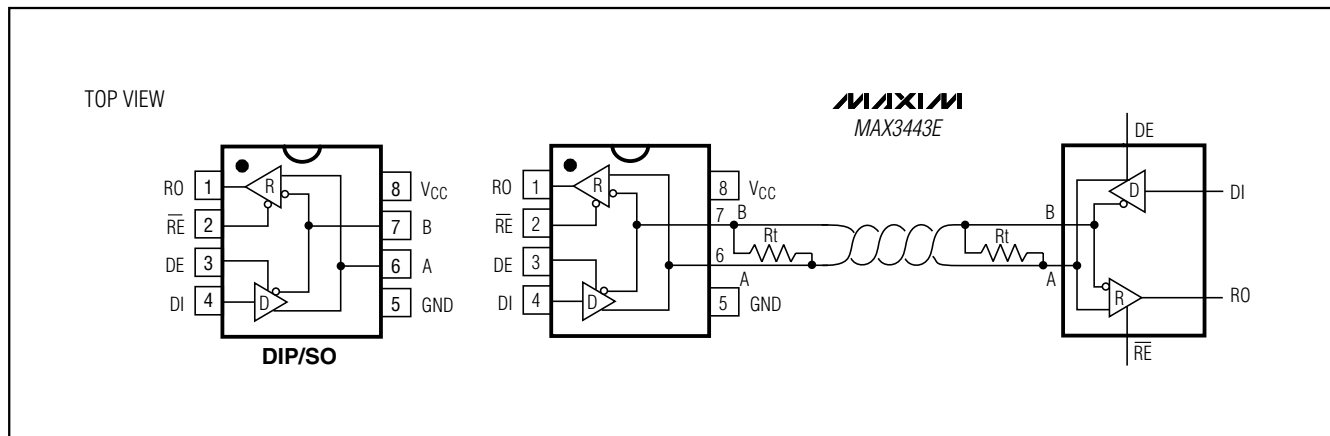 TOP VIEW
MAXIM
MAX3443E
RO 1
RE 2
DE 3
DI 4
R
D
8 VCC
7 B
6 A
5 GND
DIP/SO
RO 1
RE 2
DE 3
DI 4
R
D
8 VCC
7 B
6 A
5 GND
Rt
Rt
B
A
DE
D
DI
R
RO
RE